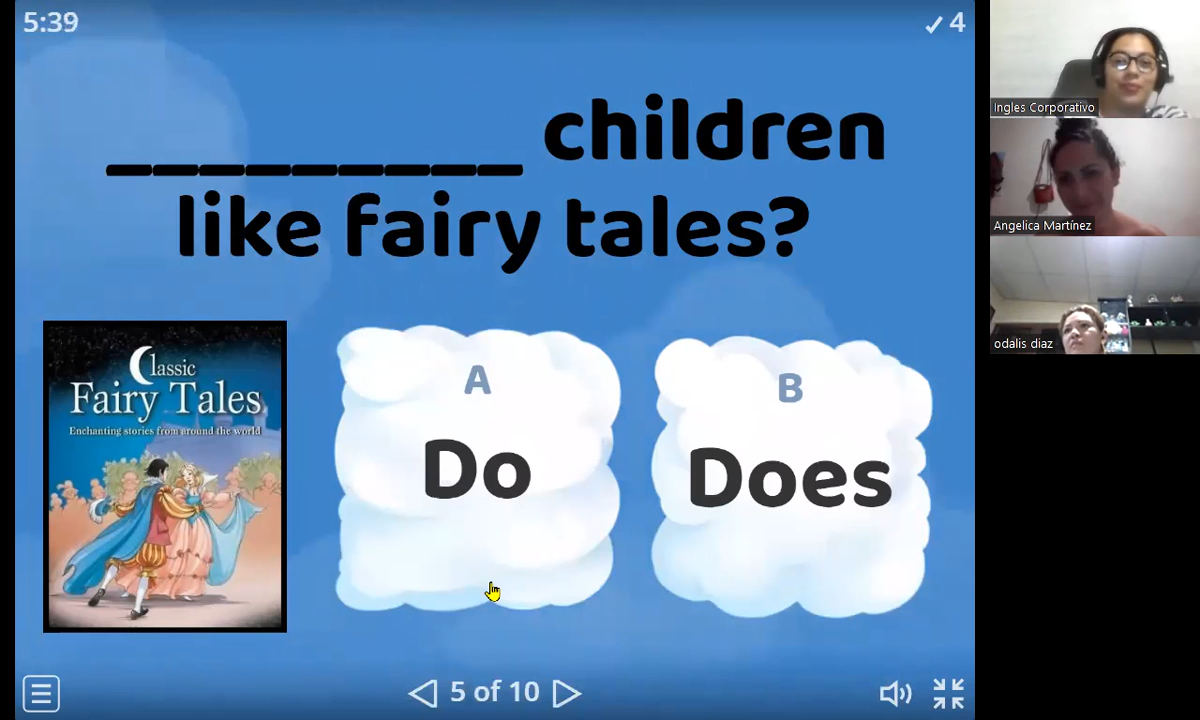 5:39
✓ 4
_________ children
like fairy tales?
Classic
Fairy Tales
Enchanting stories from around the world
A
Do
B
Does
5 of 10
Ingles Corporativo
Angelica Martínez
odalis diaz